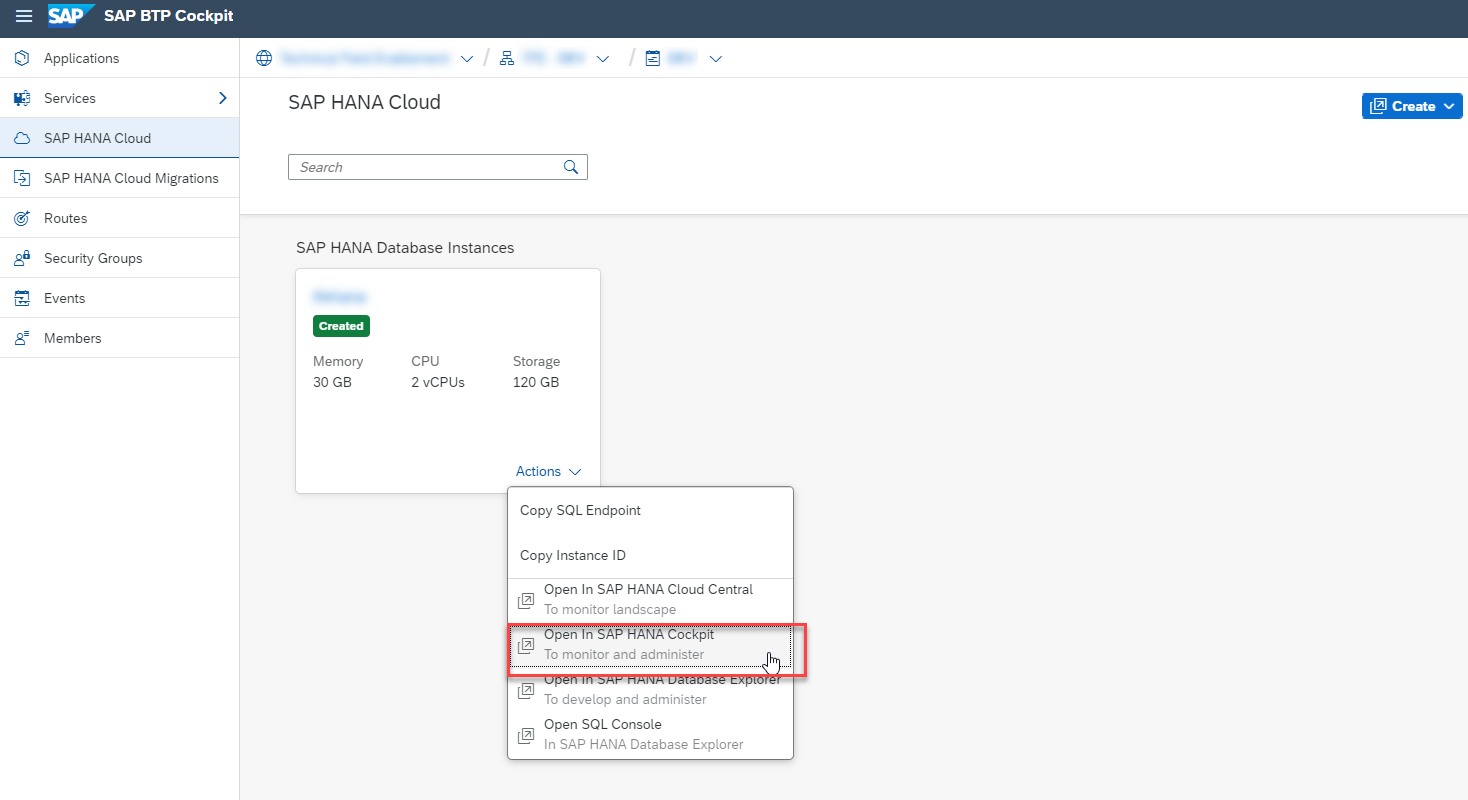 SAP SAP BTP Cockpit
Applications
Services
SAP HANA Cloud
SAP HANA Cloud Migrations
Routes
Security Groups
Events
Members
/ /
SAP HANA Cloud
Create
Search
SAP HANA Database Instances
Created
Memory CPU Storage
30 GB 2 vCPUs 120 GB
Actions
Copy SQL Endpoint
Copy Instance ID
Open In SAP HANA Cloud Central
To monitor landscape
Open In SAP HANA Cockpit
To monitor and administer
Open In SAP HANA Database Explorer
To develop and administer
Open SQL Console
In SAP HANA Database Explorer